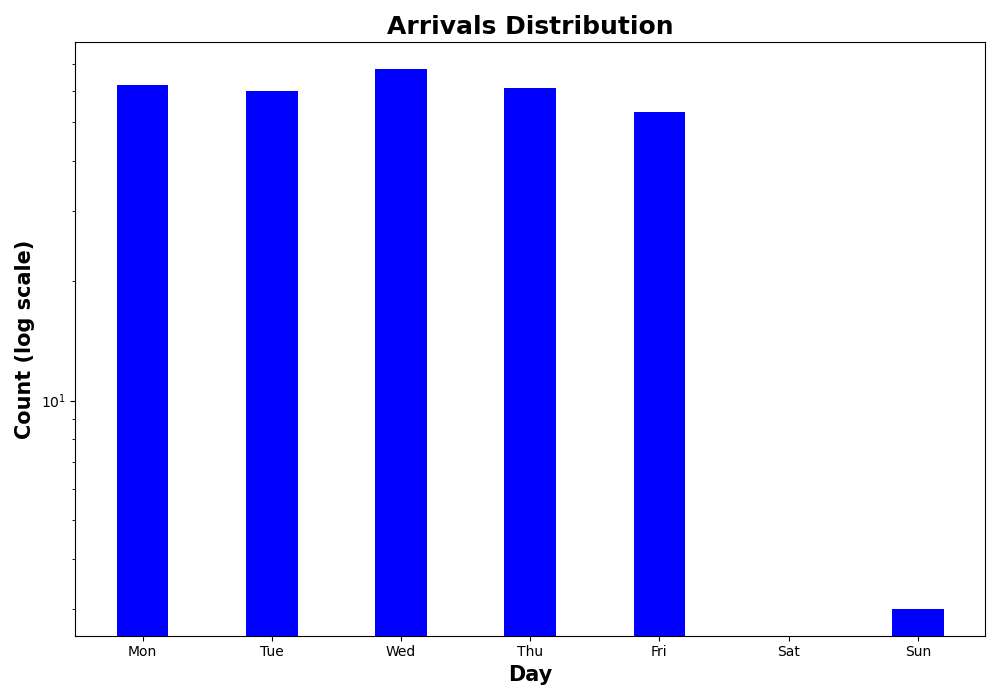 Arrivals Distribution
Count (log scale)
10¹
Mon Tue Wed Thu Fri Sat Sun
Day